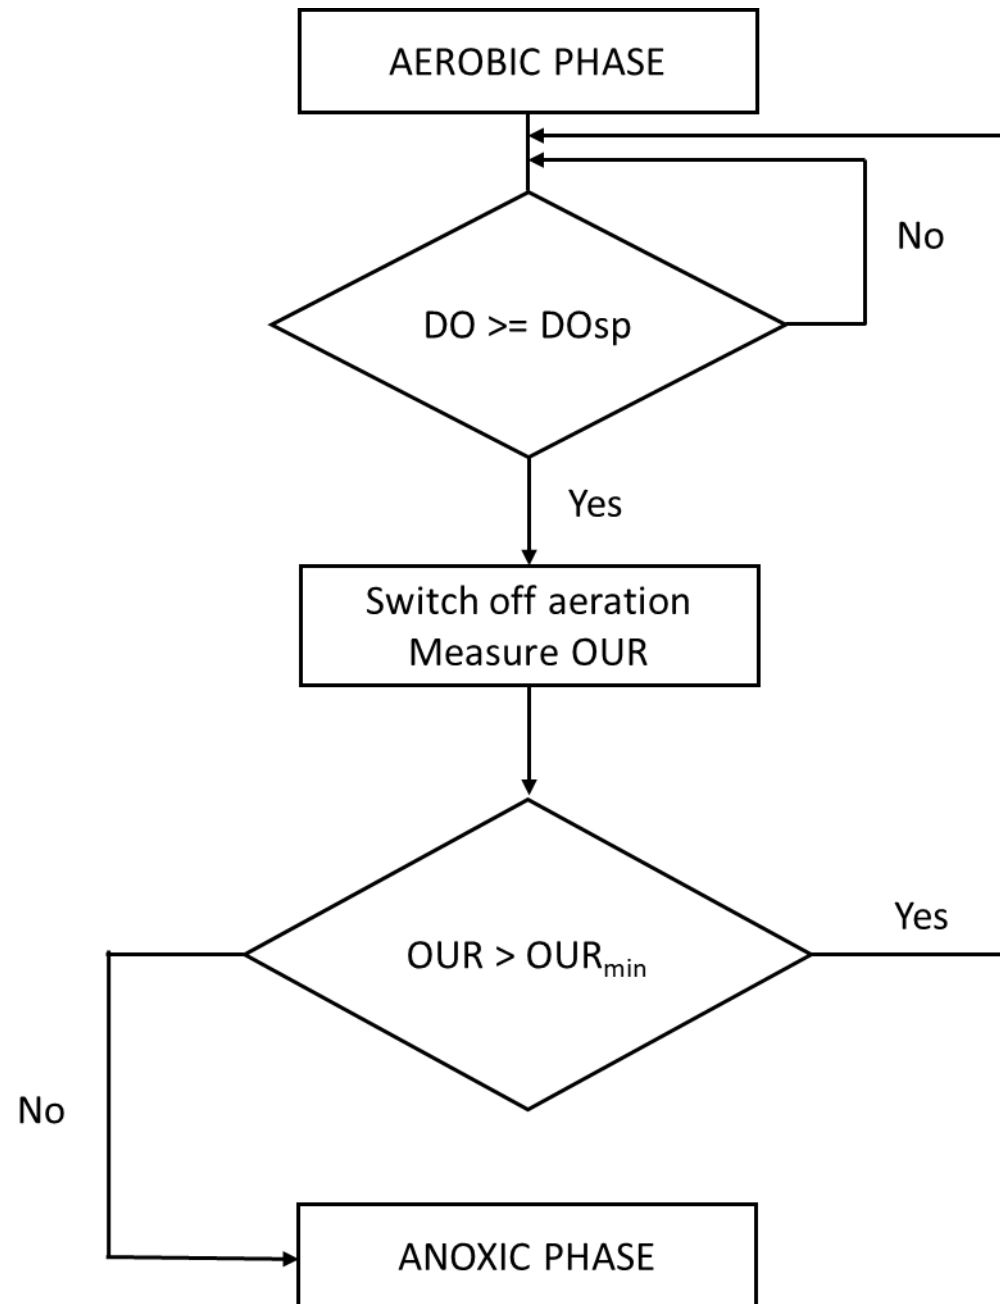 AEROBIC PHASE
No
DO >= DOsp
Yes
Switch off aeration
Measure OUR
Yes
OUR > OURmin
No
ANOXIC PHASE